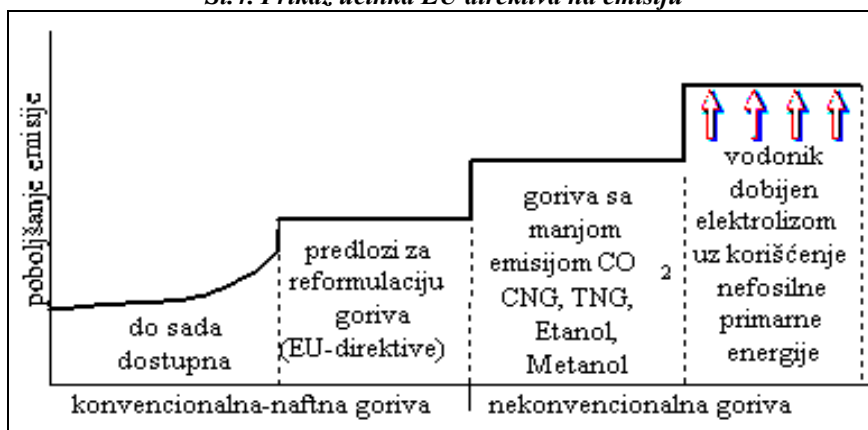 Sl.4. Prikaz učinka EU direktiva na emisiju
poboljšanje emisije
do sada
dostupna
predlozi za
reformulaciju
goriva
(EU-direktive)
goriva sa
manjom
emisijom CO 2
CNG, TNG,
Etanol,
Metanol
vodonik
dobijen
elektrolizom
uz korišćenje
nefosilne
primarne
energije
konvencionalna-naftna goriva
nekonvencionalna goriva